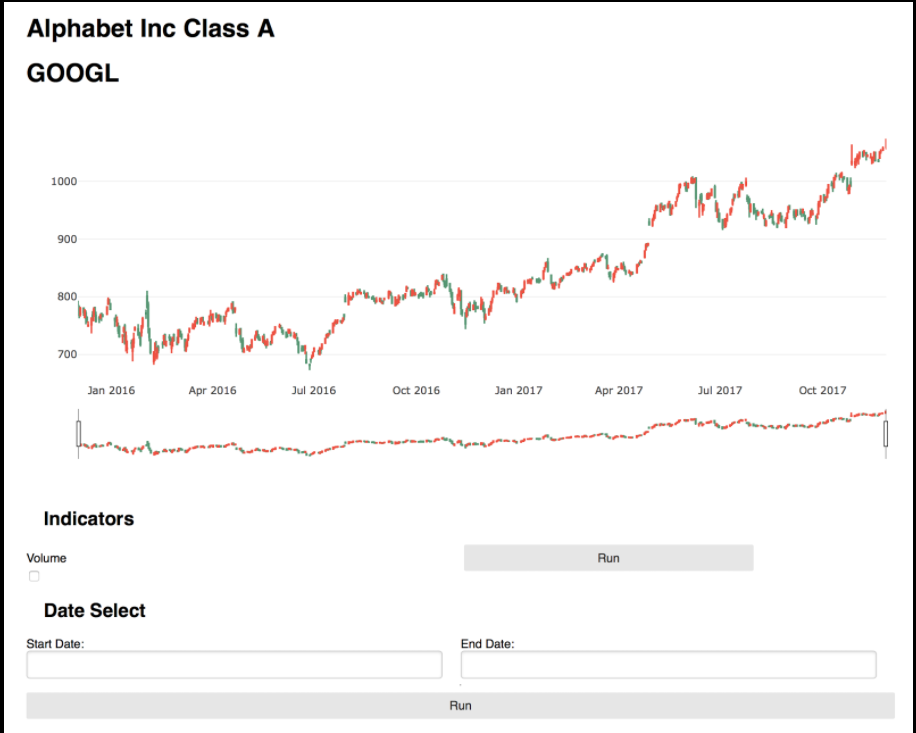 Alphabet Inc Class A
GOOGL
1000
900
800
700
Jan 2016 Apr 2016 Jul 2016 Oct 2016 Jan 2017 Apr 2017 Jul 2017 Oct 2017
Indicators
Volume
Run
Date Select
Start Date: End Date:
Run